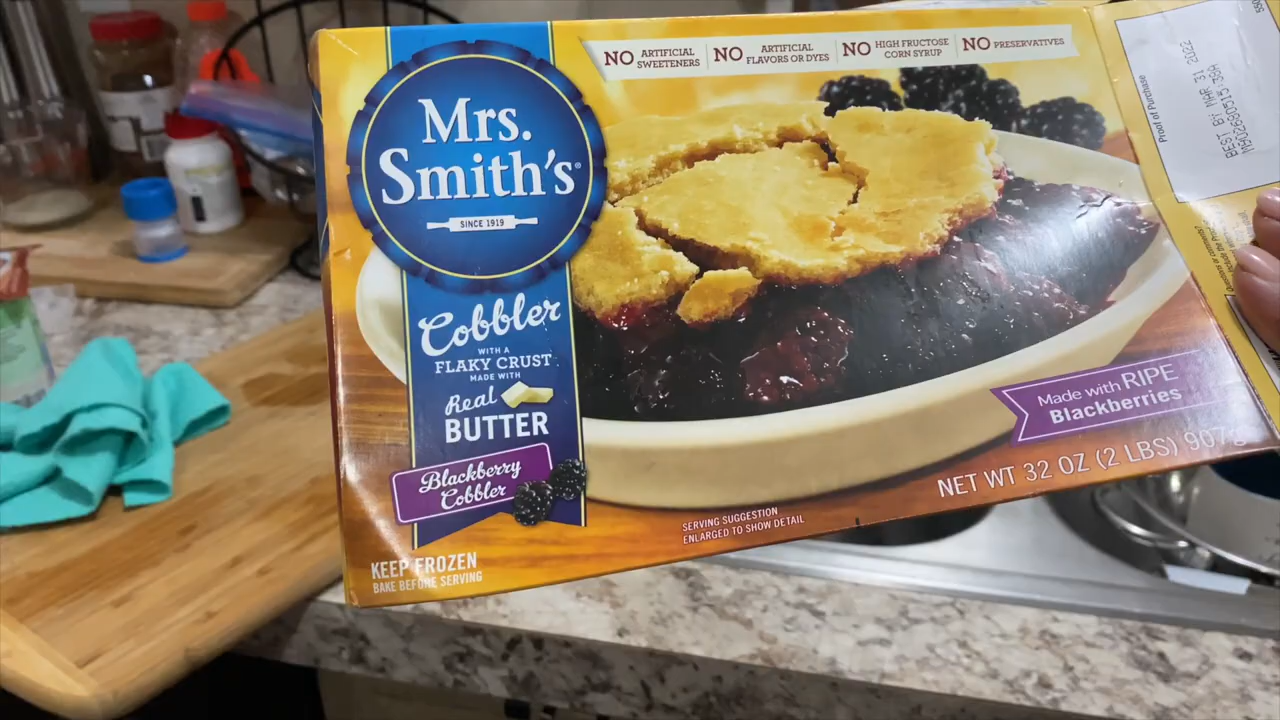 NO ARTIFICIAL
SWEETENERS
NO ARTIFICIAL
FLAVORS OR DYES
NO HIGH FRUCTOSE
CORN SYRUP
NO PRESERVATIVES
Mrs.
Smith's®
SINCE 1919
Cobbler
WITH A
FLAKY CRUST
MADE WITH
Real
BUTTER
Blackberry
Cobbler
KEEP FROZEN
BAKE BEFORE SERVING
SERVING SUGGESTION
ENLARGED TO SHOW DETAIL
Made with RIPE
Blackberries
NET WT 32 OZ (2 LBS) 907g
Proof of Purchase
BEST BY MAR 31 2022